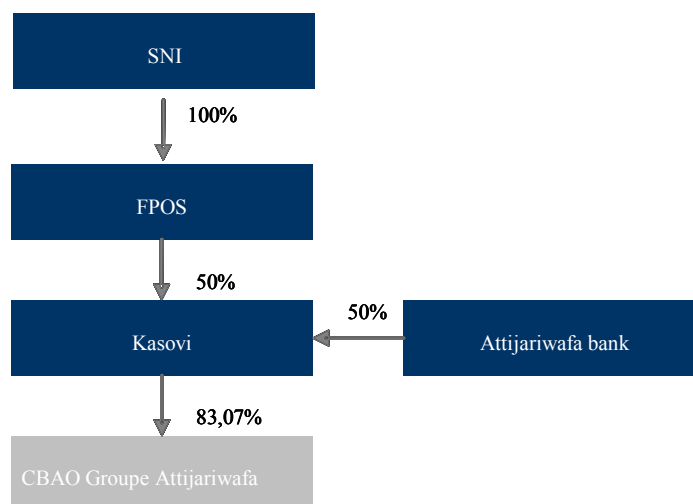 SNI
100%
FPOS
50%
50%
Kasovi
Attijariwafa bank
83,07%
CBAO Groupe Attijariwafa